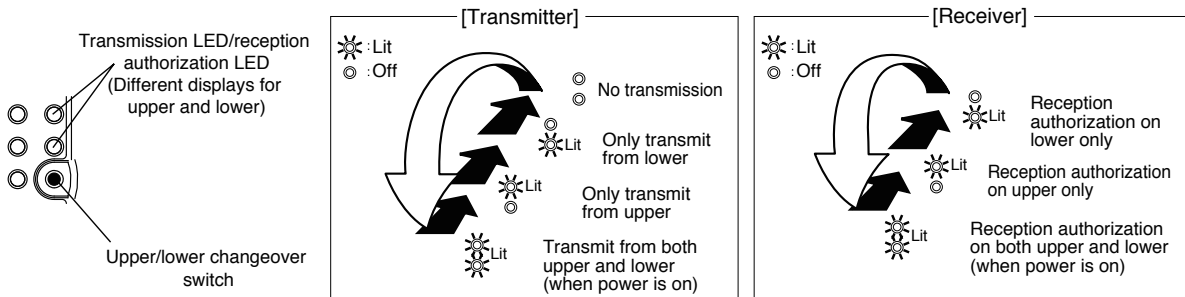 Transmission LED/reception
authorization LED
(Different displays for
upper and lower)
Upper/lower changeover
switch
[Transmitter]
:Lit
:Off
No transmission
Lit
Only transmit
from lower
Lit
Only transmit
from upper
Lit
Transmit from both
upper and lower
(when power is on)
[Receiver]
:Lit
:Off
Lit
Reception
authorization on
lower only
Lit
Reception authorization
on upper only
Lit
Reception authorization
on both upper and lower
(when power is on)